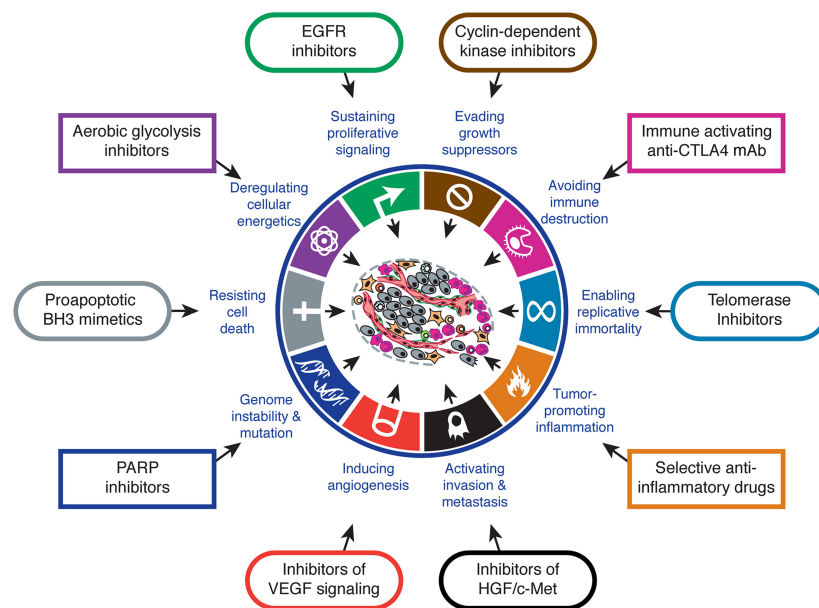 EGFR
inhibitors
Cyclin-dependent
kinase inhibitors
Sustaining
proliferative
signaling
Evading
growth
suppressors
Aerobic glycolysis
inhibitors
Immune activating
anti-CTLA4 mAb
Deregulating
cellular
energetics
Avoiding
immune
destruction
Proapoptotic
BH3 mimetics
Resisting
cell
death
Enabling
replicative
immortality
Telomerase
Inhibitors
Genome
instability &
mutation
Tumor-
promoting
inflammation
PARP
inhibitors
Inducing
angiogenesis
Activating
invasion &
metastasis
Selective anti-
inflammatory drugs
Inhibitors of
VEGF signaling
Inhibitors of
HGF/c-Met